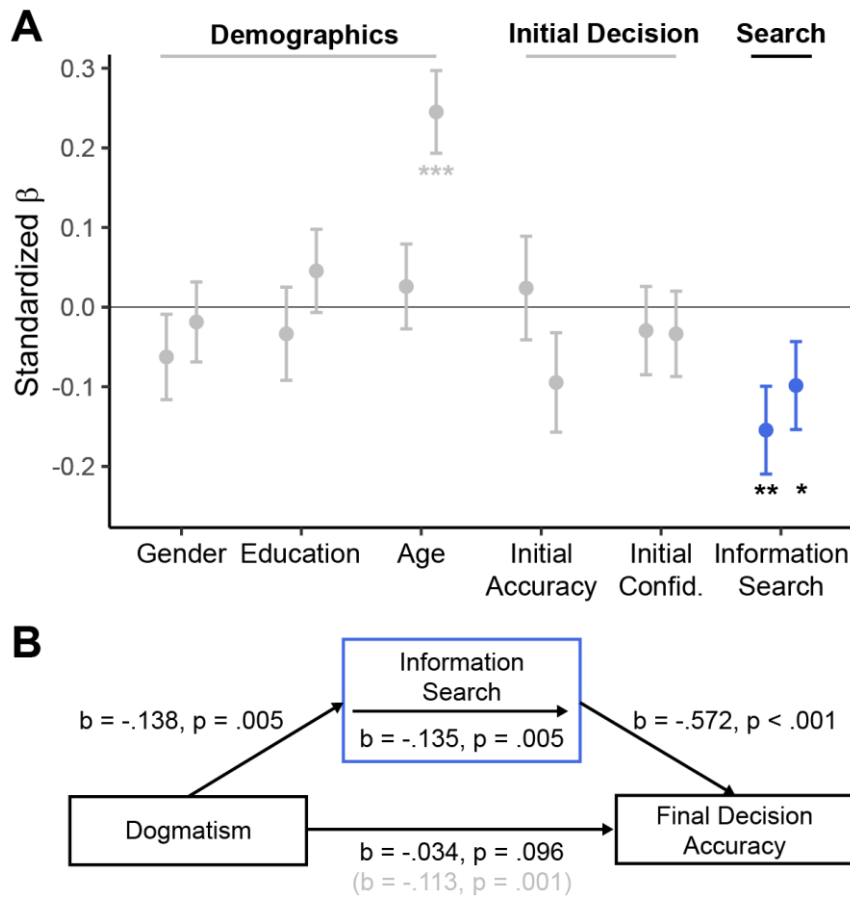 A
Demographics
Initial Decision
Search
Standardized β
0.3
0.2
0.1
0.0
-0.1
-0.2
***
** *
Gender
Education
Age
Initial
Accuracy
Initial
Confid.
Information
Search
B
Information
Search
b = -.135, p = .005
b = -.138, p = .005
b = -.572, p < .001
Dogmatism
Final Decision
Accuracy
b = -.034, p = .096
(b = -.113, p = .001)